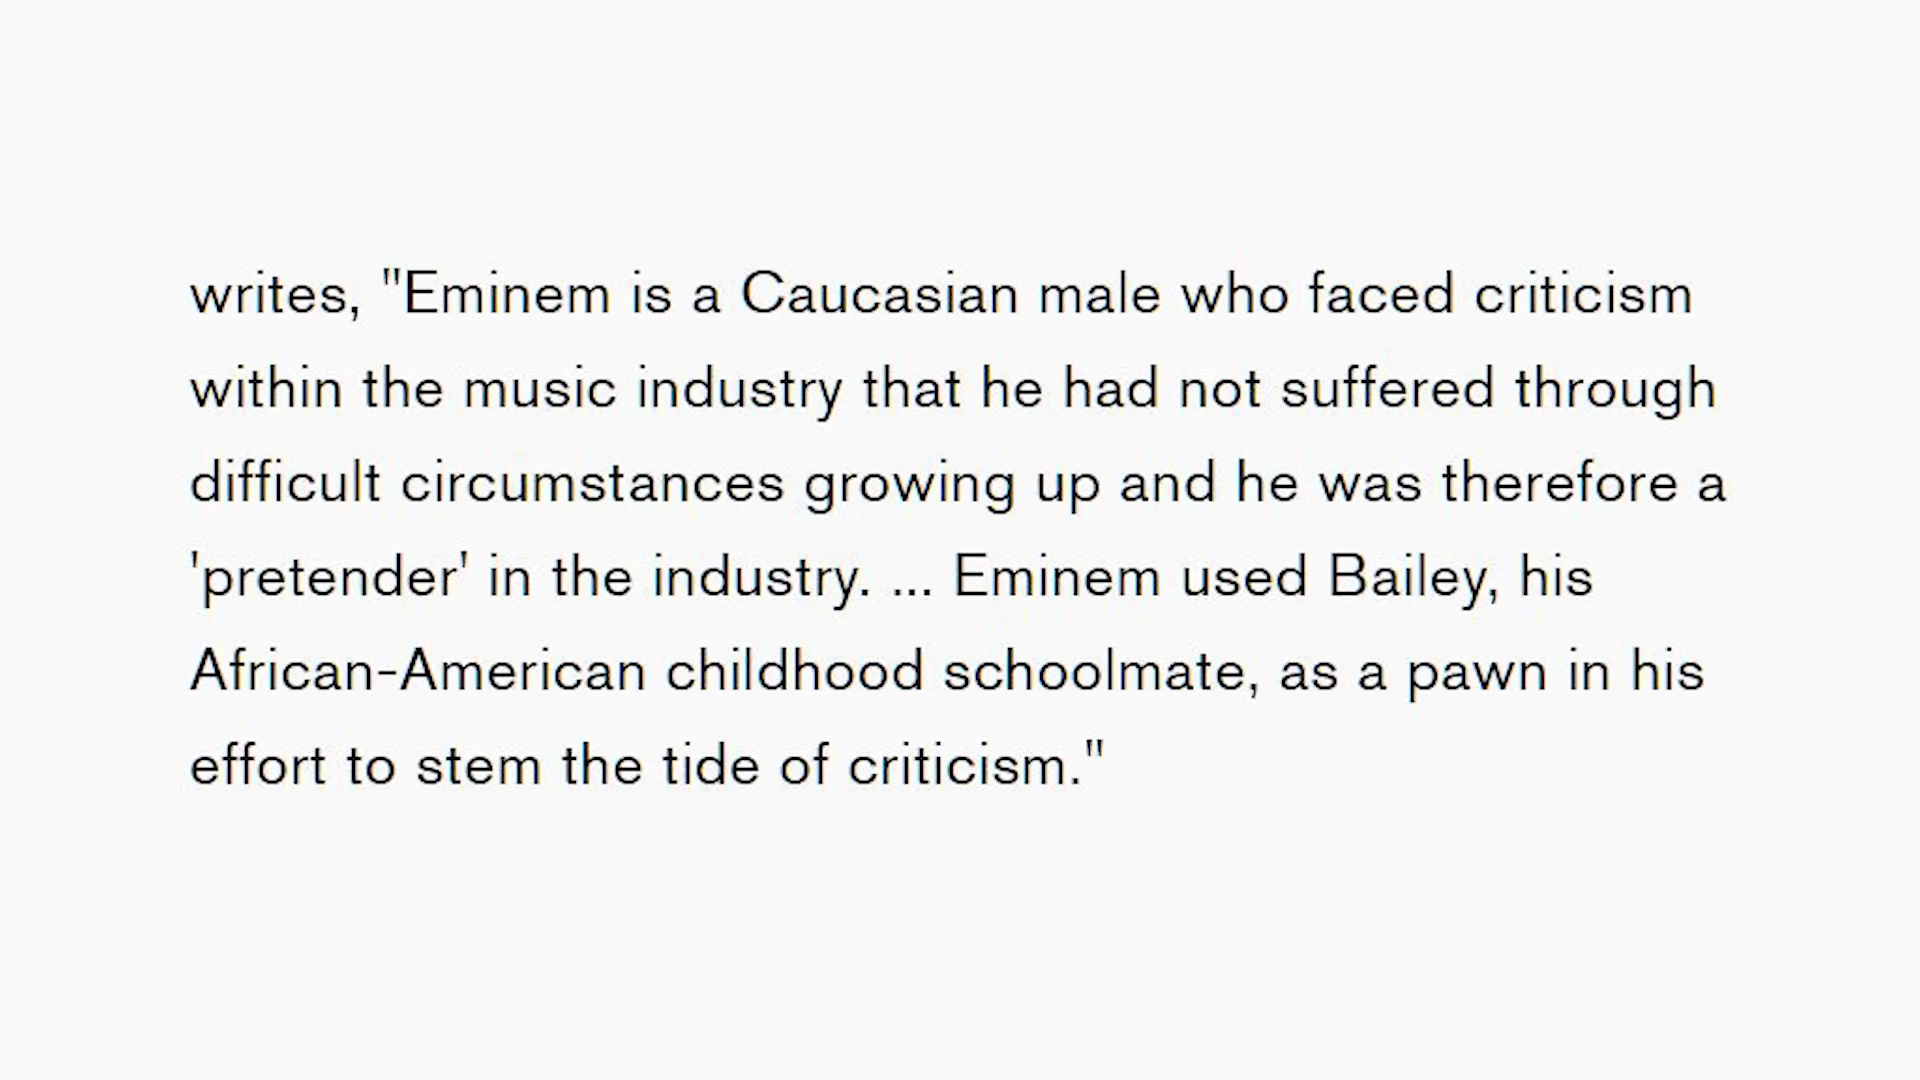 writes, "Eminem is a Caucasian male who faced criticism
within the music industry that he had not suffered through
difficult circumstances growing up and he was therefore a
'pretender' in the industry. ... Eminem used Bailey, his
African-American childhood schoolmate, as a pawn in his
effort to stem the tide of criticism."